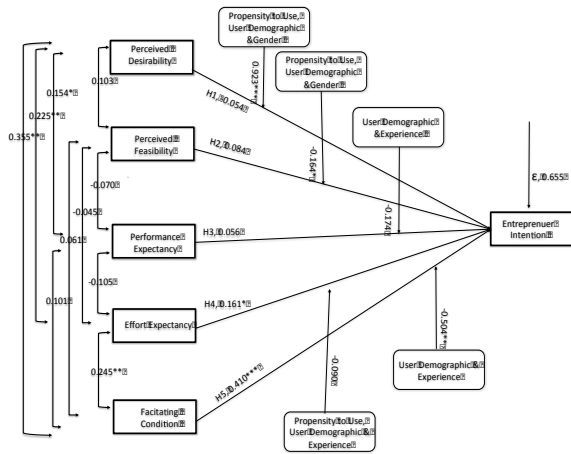 Propensity to Use,
User Demographic
& Gender
Perceived
Desirability
Propensity to Use,
User Demographic
& Gender
0.923***
0.154*
0.103
H1, 0.054
0.225**
User Demographic
& Experience
0.355**
Perceived
Feasibility
H2, 0.084
-0.164*
ε, 0.655
-0.070
-0.045
-0.174
0.061
Performance
Expectancy
H3, 0.056
Entreprenuer
Intention
0.101
-0.105
H4, 0.161*
Effort Expectancy
-0.504**
-0.090
User Demographic &
Experience
0.245**
H5, 0.410***
Facitating
Condition
Propensity to Use,
User Demographic &
Experience